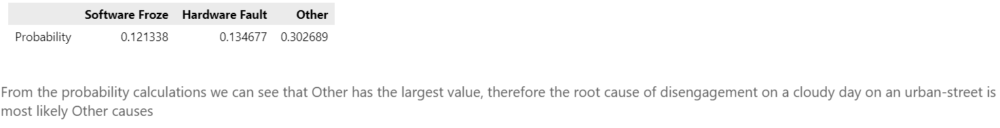 Software Froze Hardware Fault Other
Probability 0.121338 0.134677 0.302689
From the probability calculations we can see that Other has the largest value, therefore the root cause of disengagement on a cloudy day on an urban-street is
most likely Other causes